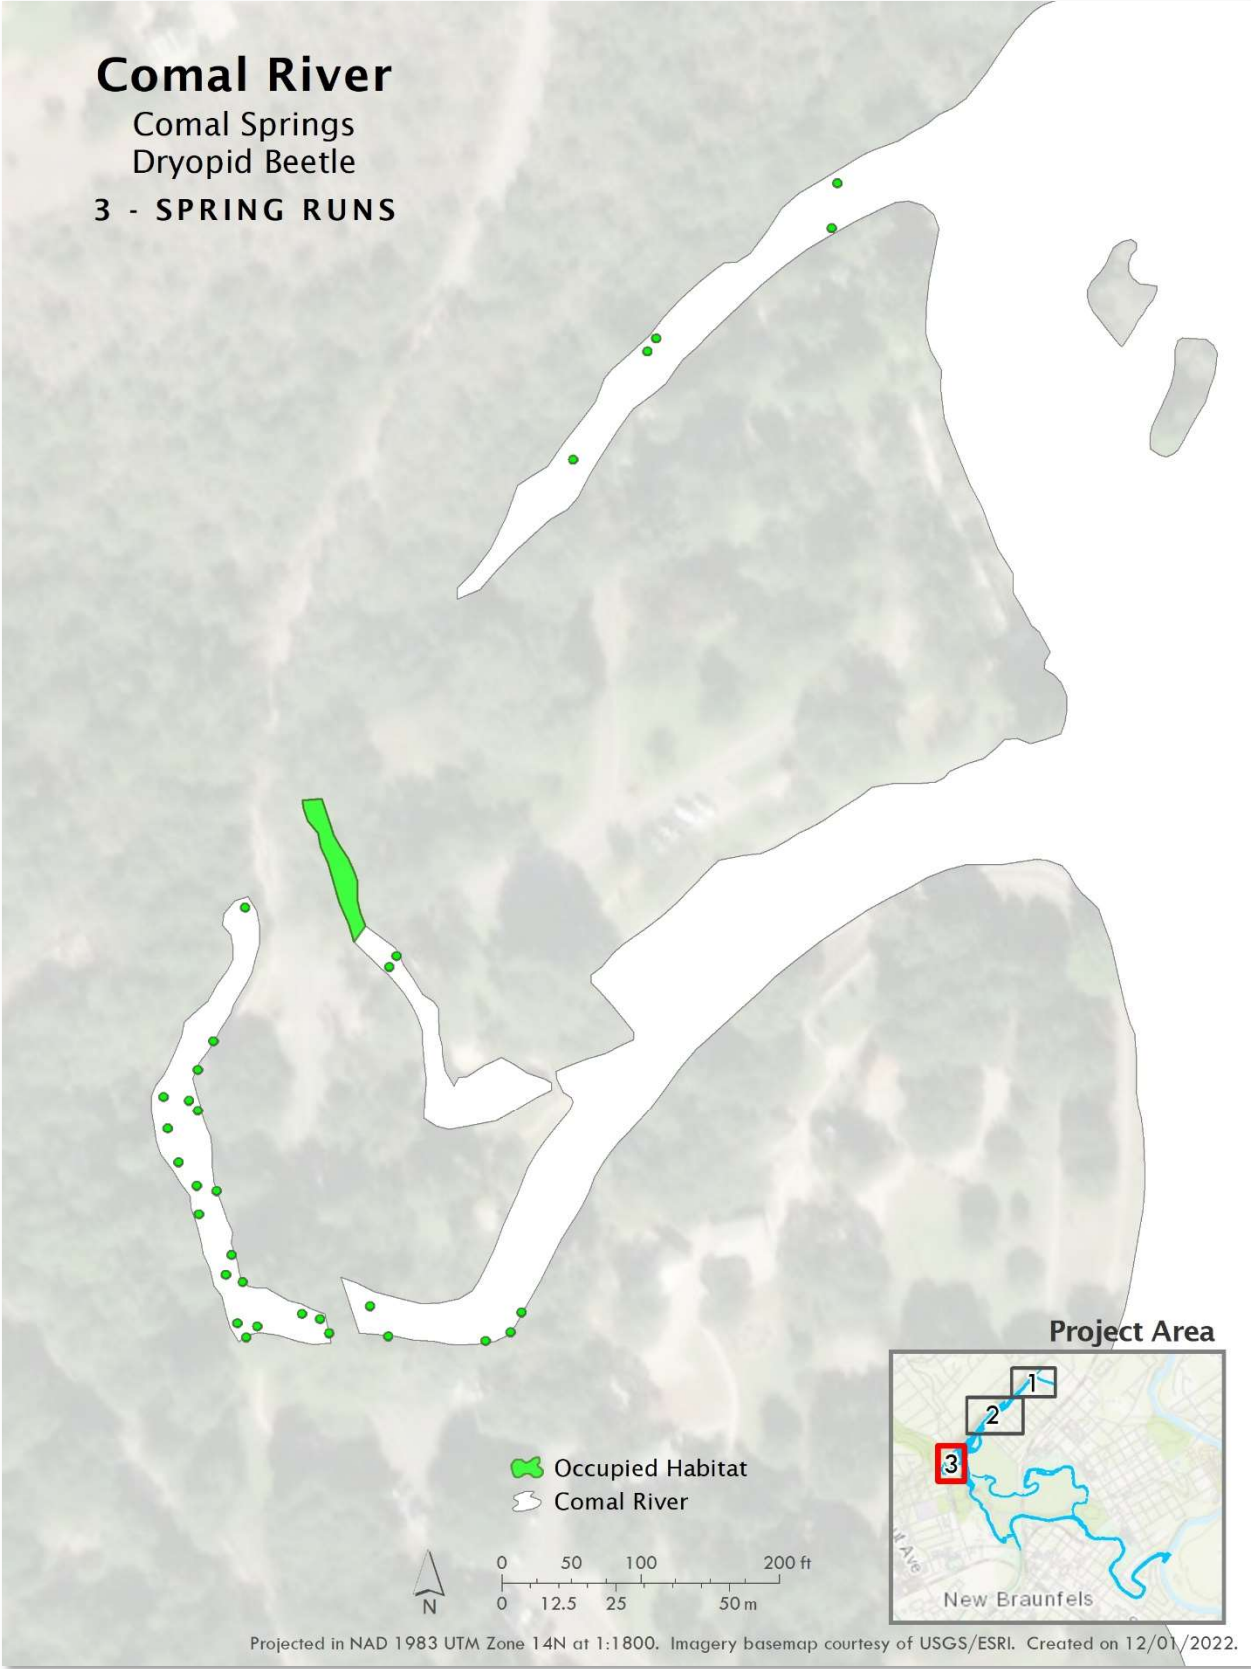 Comal River
Comal Springs
Dryopid Beetle
3 - SPRING RUNS
Project Area
1
2
3
New Braunfels
Occupied Habitat
Comal River
0 50 100 200 ft
0 12.5 25 50 m
N
Projected in NAD 1983 UTM Zone 14N at 1:1800. Imagery basemap courtesy of USGS/ESRI. Created on 12/01/2022.